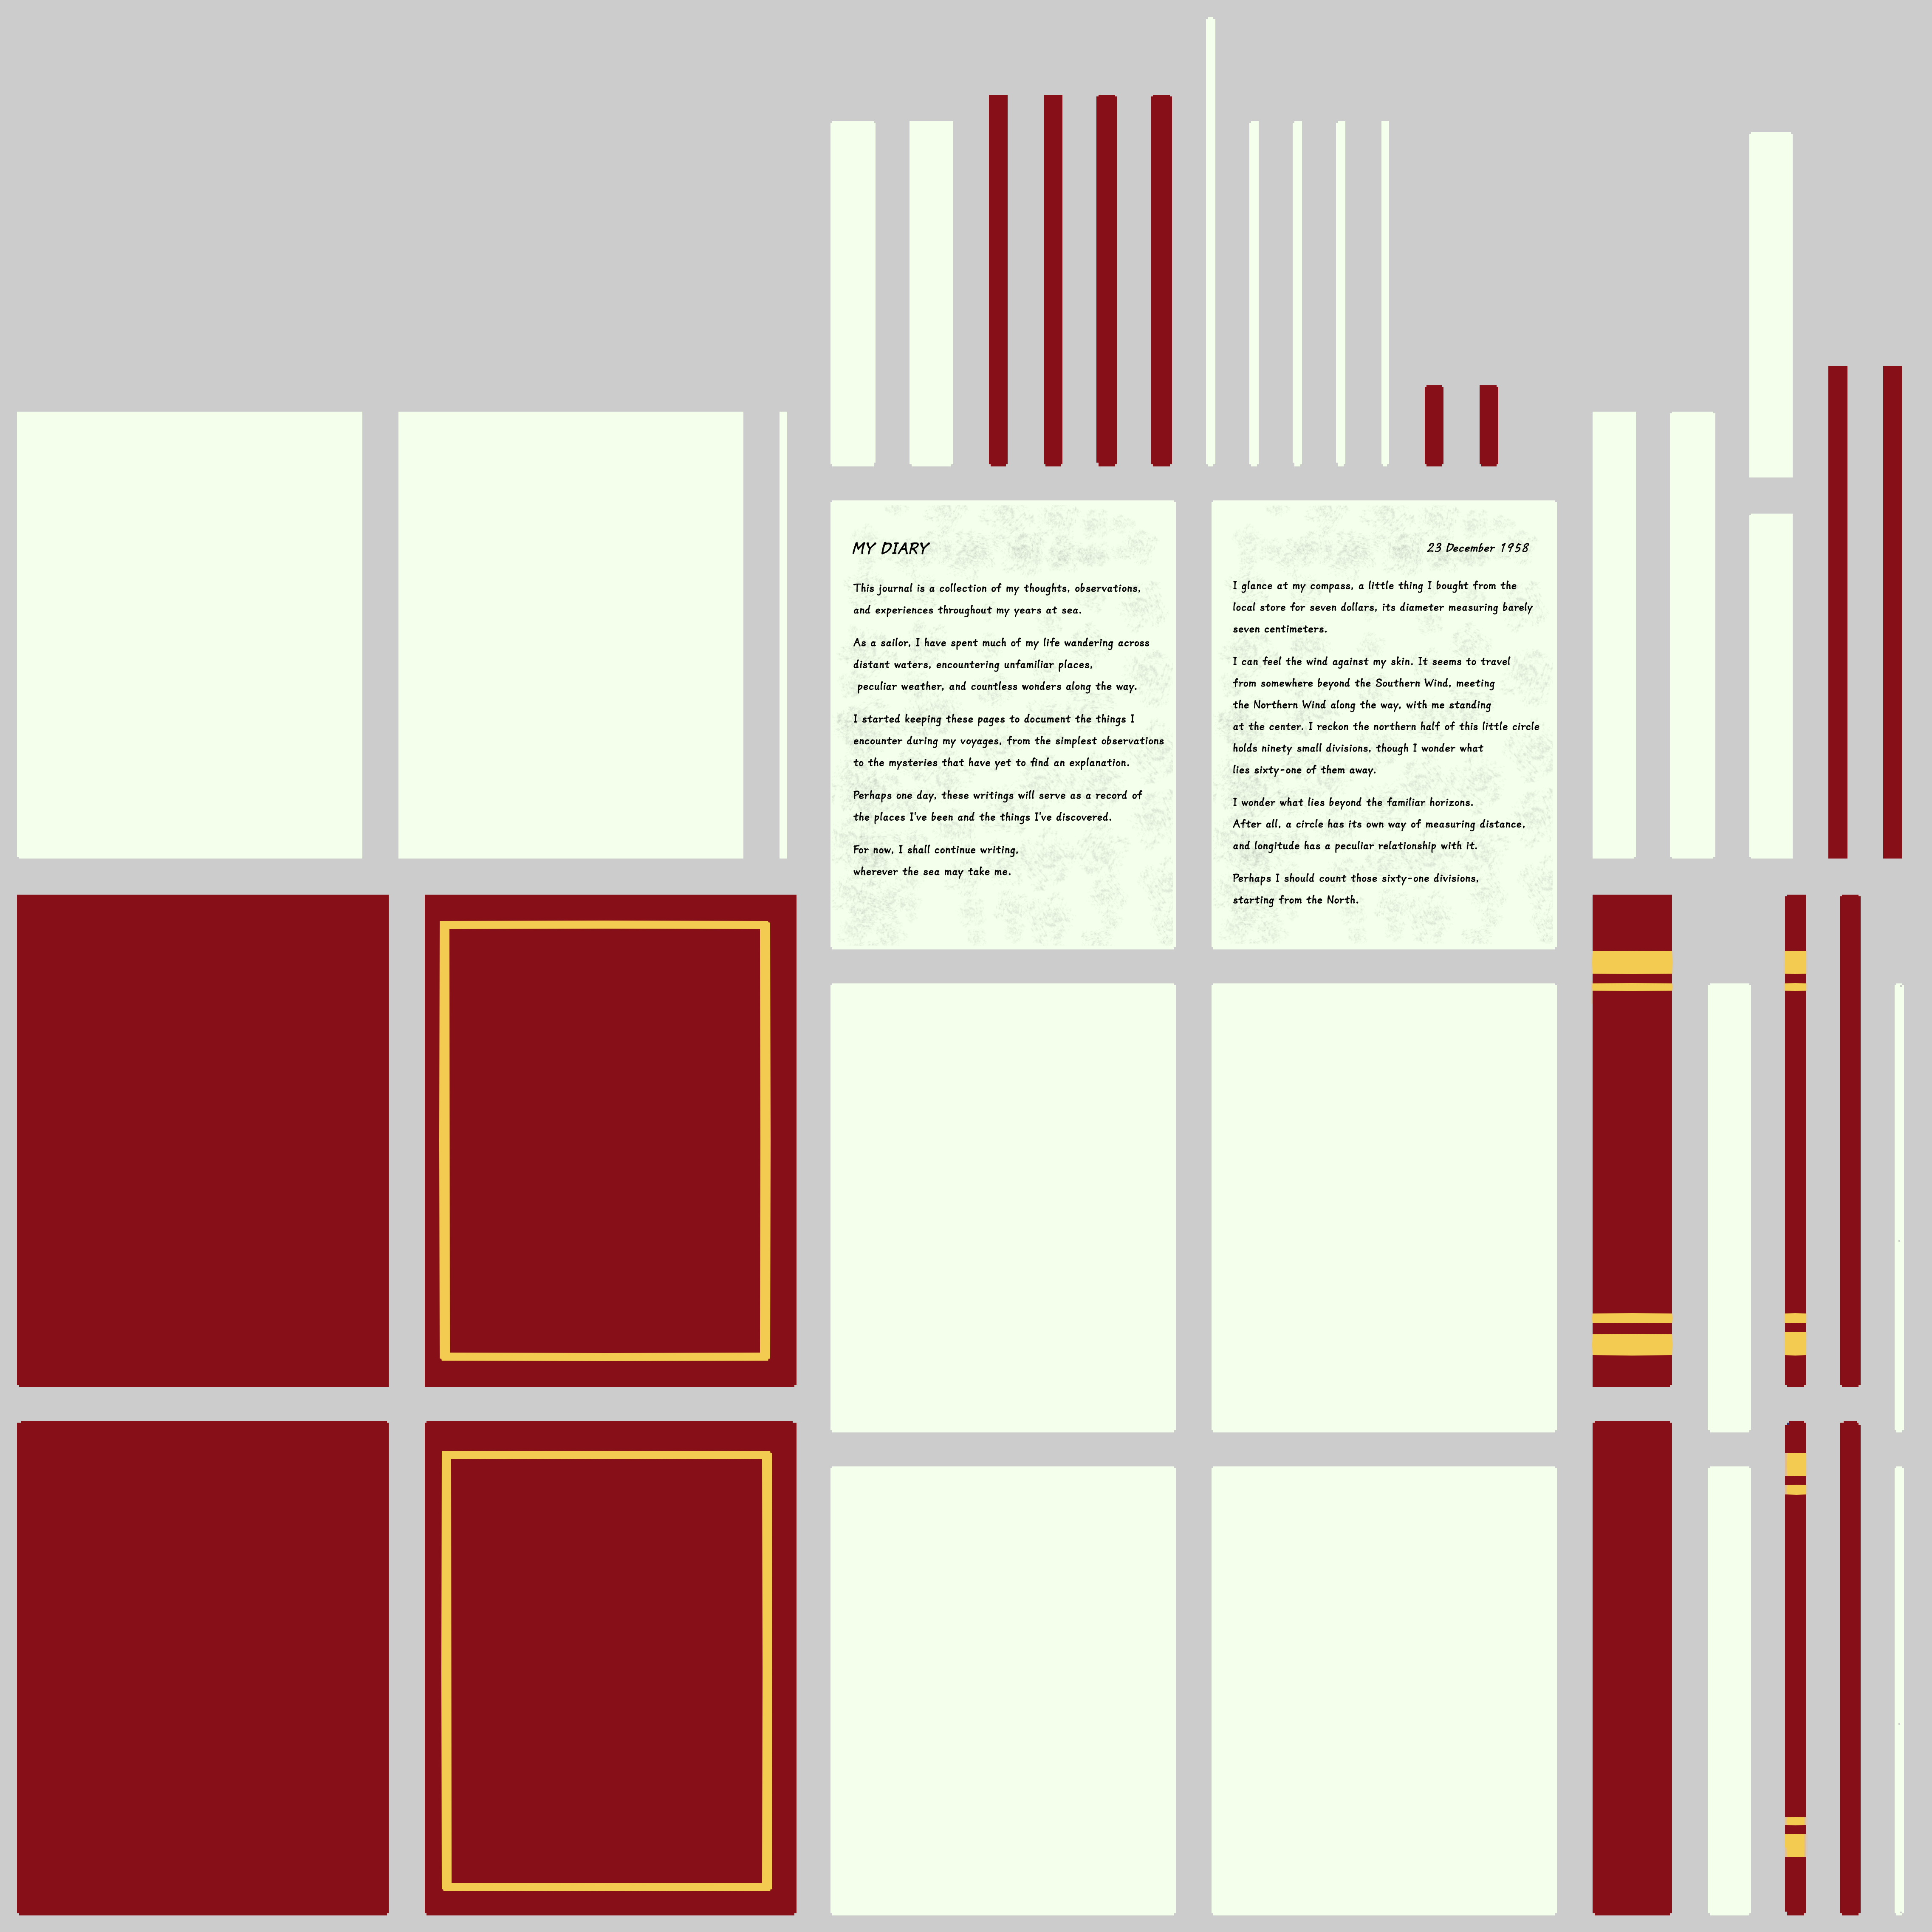 MY DIARY
This journal is a collection of my thoughts, observations,
and experiences throughout my years at sea.
As a sailor, I have spent much of my life wandering across
distant waters, encountering unfamiliar places,
peculiar weather, and countless wonders along the way.
I started keeping these pages to document the things I
encounter during my voyages, from the simplest observations
to the mysteries that have yet to find an explanation.
Perhaps one day, these writings will serve as a record of
the places I've been and the things I've discovered.
For now, I shall continue writing,
wherever the sea may take me.
23 December 1958
I glance at my compass, a little thing I bought from the
local store for seven dollars, its diameter measuring barely
seven centimeters.
I can feel the wind against my skin. It seems to travel
from somewhere beyond the Southern Wind, meeting
the Northern Wind along the way, with me standing
at the center. I reckon the northern half of this little circle
holds ninety small divisions, though I wonder what
lies sixty-one of them away.
I wonder what lies beyond the familiar horizons.
After all, a circle has its own way of measuring distance,
and longitude has a peculiar relationship with it.
Perhaps I should count those sixty-one divisions,
starting from the North.